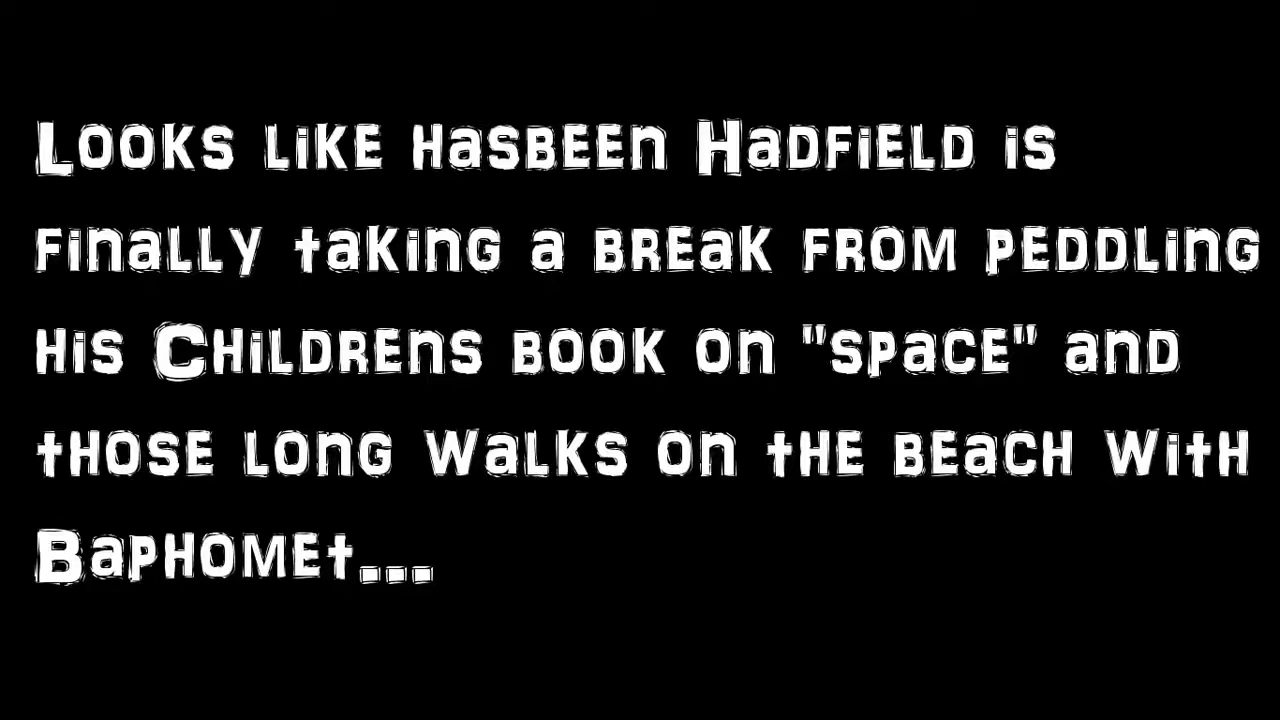 Looks like hasbeen Hadfield is
finally taking a break from peddling
his Childrens book on "space" and
those long walks on the beach with
Baphomet...